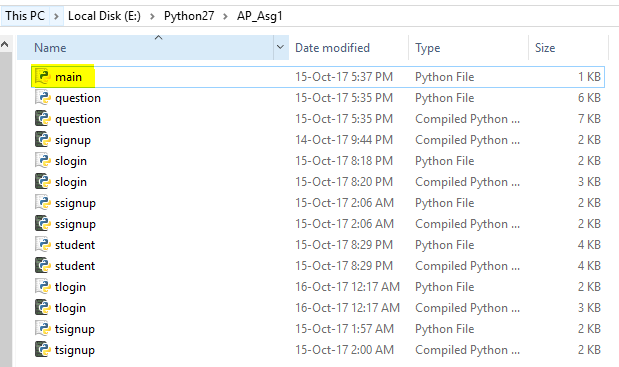 This PC > Local Disk (E:) > Python27 > AP_Asg1
Name Date modified Type Size
main 15-Oct-17 5:37 PM Python File 1 KB
question 15-Oct-17 5:35 PM Python File 6 KB
question 15-Oct-17 5:35 PM Compiled Python ... 7 KB
signup 14-Oct-17 9:44 PM Compiled Python ... 2 KB
slogin 15-Oct-17 8:18 PM Python File 2 KB
slogin 15-Oct-17 8:20 PM Compiled Python ... 3 KB
ssignup 15-Oct-17 2:06 AM Python File 2 KB
ssignup 15-Oct-17 2:06 AM Compiled Python ... 2 KB
student 15-Oct-17 8:29 PM Python File 4 KB
student 15-Oct-17 8:29 PM Compiled Python ... 4 KB
tlogin 16-Oct-17 12:17 AM Python File 2 KB
tlogin 16-Oct-17 12:17 AM Compiled Python ... 3 KB
tsignup 15-Oct-17 1:57 AM Python File 2 KB
tsignup 15-Oct-17 2:00 AM Compiled Python ... 2 KB